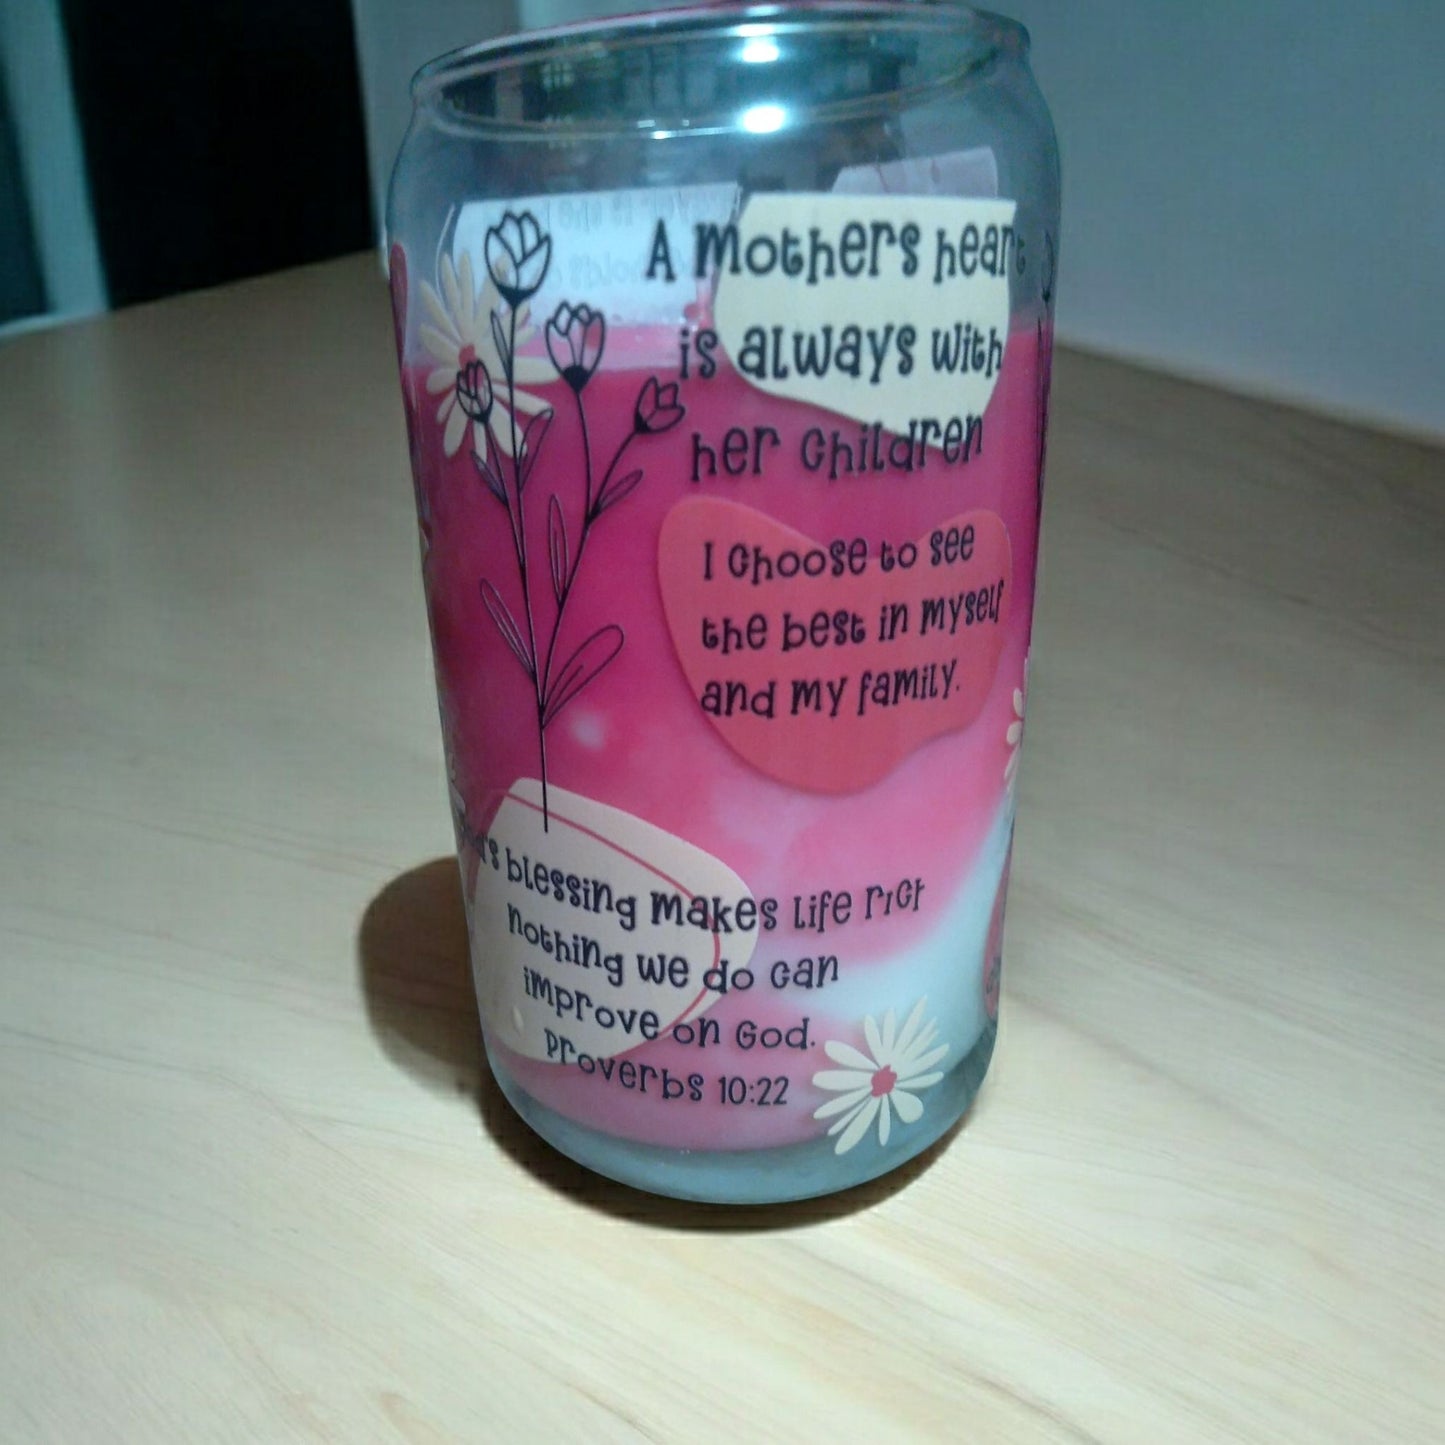 A Mothers heart
is always with
her children
I choose to see
the best in myself
and my family.
blessing makes life rich
nothing we do can
improve on God.
Proverbs 10:22